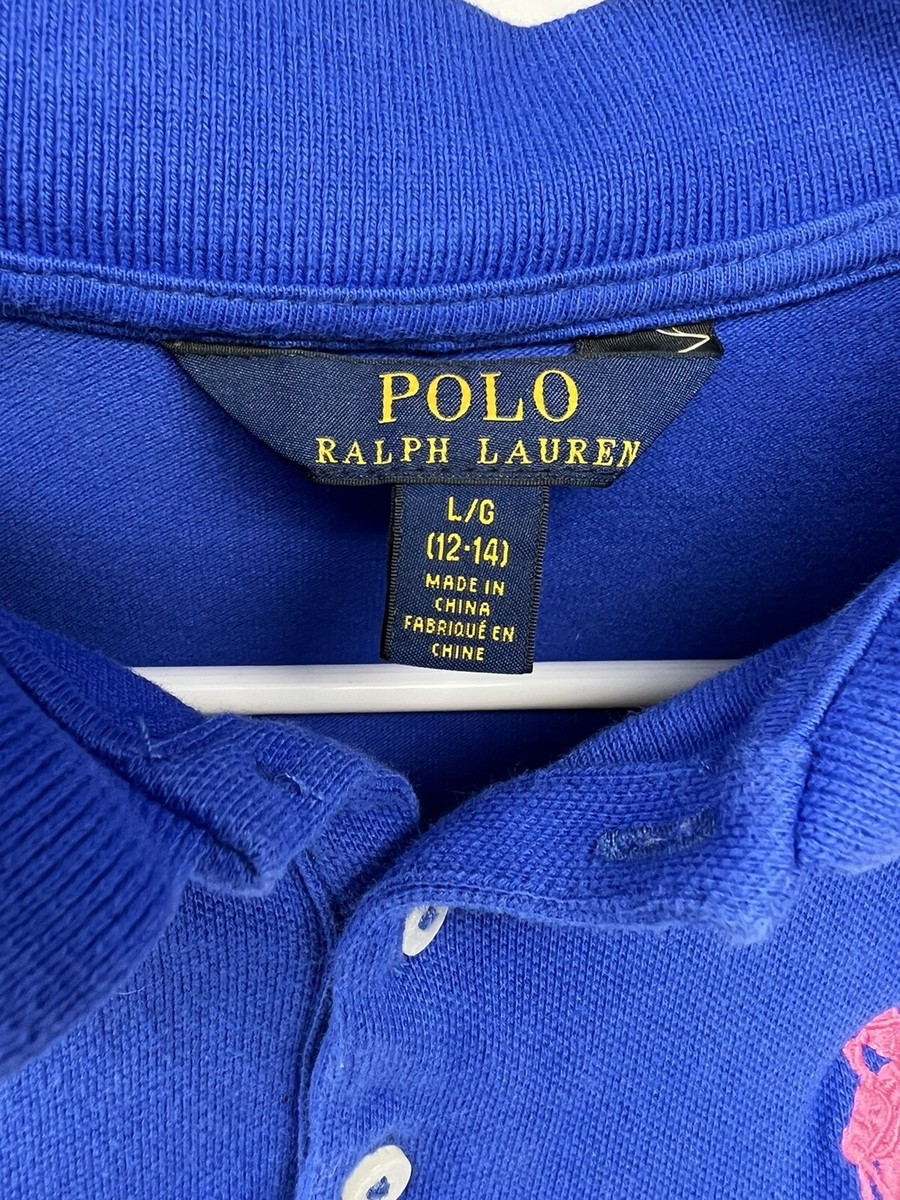 POLO
RALPH LAUREN
L/G
(12-14)
MADE IN
CHINA
FABRIQUÉ EN
CHINE